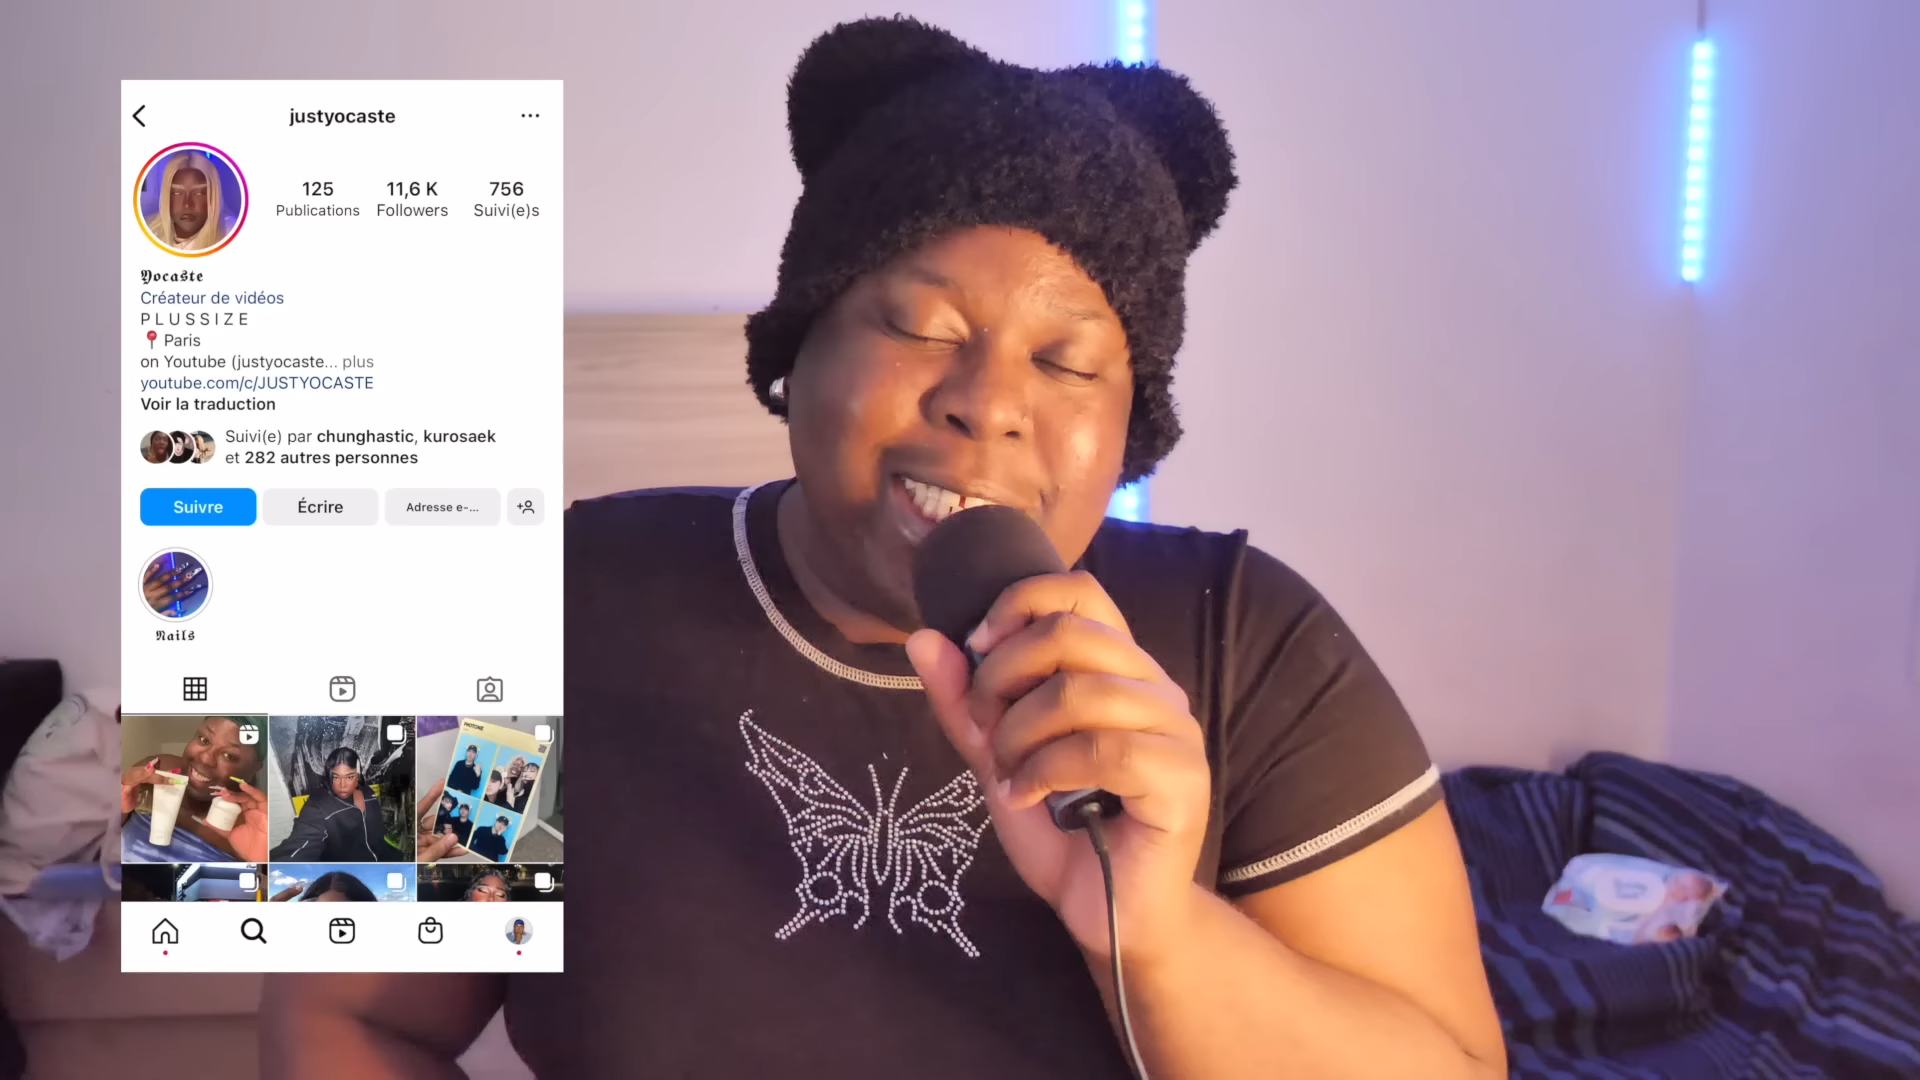 justyocaste
125
11,6 K
756
Publications
Followers
Suivi(e)s
𝖄𝖔𝖈𝖆𝖘𝖙𝖊
Créateur de vidéos
P L U S S I Z E
📍 Paris
on Youtube (justyocaste... plus
youtube.com/c/JUSTYOCASTE
Voir la traduction
Suivi(e) par chunghastic, kurosaek
et 282 autres personnes
Suivre
Écrire
Adresse e-...
𝕹𝖆𝖎𝖑𝖘